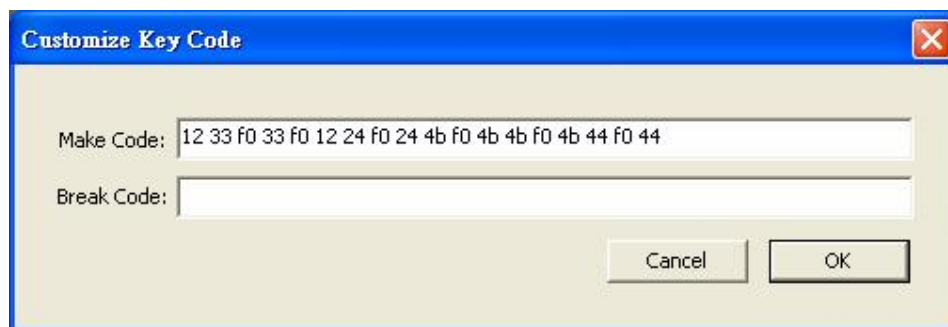 Customize Key Code
Make Code: 12 33 f0 33 f0 12 24 f0 24 4b f0 4b 4b f0 4b 44 f0 44
Break Code:
Cancel OK